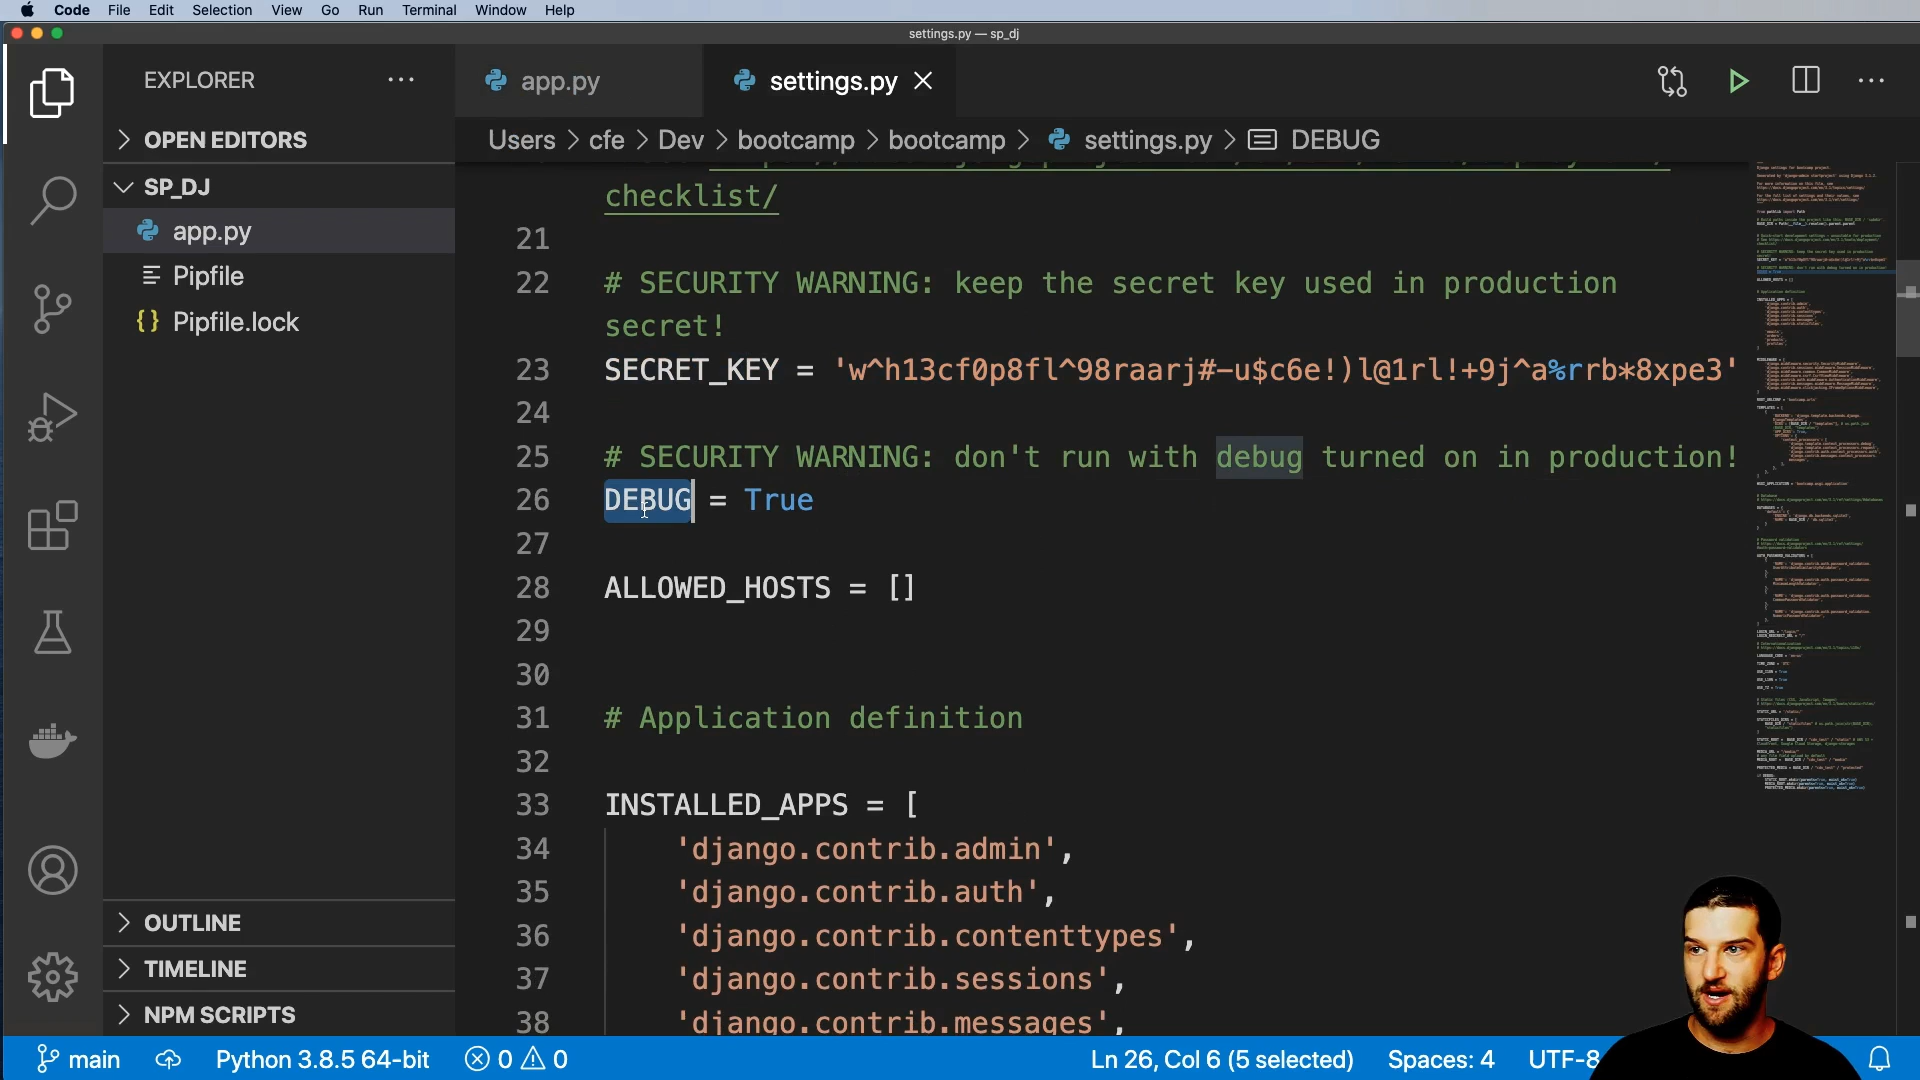 Code File Edit Selection View Go Run Terminal Window Help
settings.py — sp_dj
EXPLORER
OPEN EDITORS
SP_DJ
app.py
Pipfile
Pipfile.lock
OUTLINE
TIMELINE
NPM SCRIPTS
app.py
settings.py
Users > cfe > Dev > bootcamp > bootcamp > settings.py > DEBUG
checklist/
21
22 # SECURITY WARNING: keep the secret key used in production
secret!
23 SECRET_KEY = 'w^h13cf0p8fl^98raarj#-u$c6e!)l@1rl!+9j^a%rrb*8xpe3'
24
25 # SECURITY WARNING: don't run with debug turned on in production!
26 DEBUG = True
27
28 ALLOWED_HOSTS = []
29
30
31 # Application definition
32
33 INSTALLED_APPS = [
34 'django.contrib.admin',
35 'django.contrib.auth',
36 'django.contrib.contenttypes',
37 'django.contrib.sessions',
38 'django.contrib.messages',
main Python 3.8.5 64-bit 0 0 Ln 26, Col 6 (5 selected) Spaces: 4 UTF-8